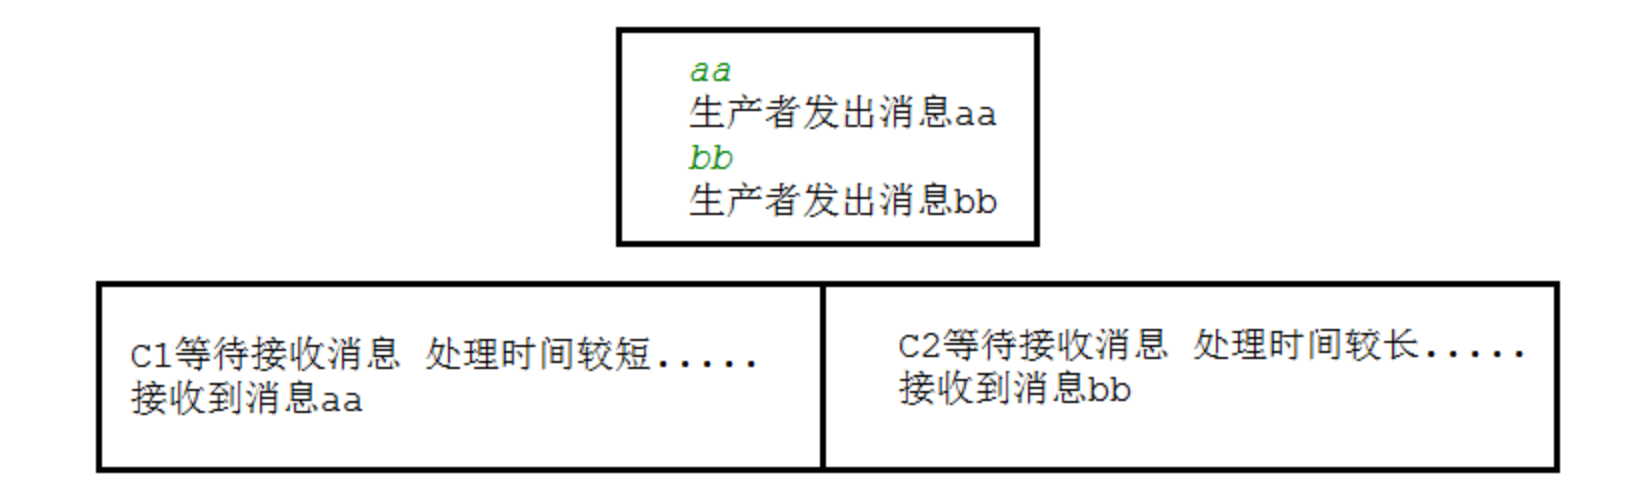 aa
生产者发出消息aa
bb
生产者发出消息bb
C1等待接收消息 处理时间较短.....
接收到消息aa
C2等待接收消息 处理时间较长.....
接收到消息bb